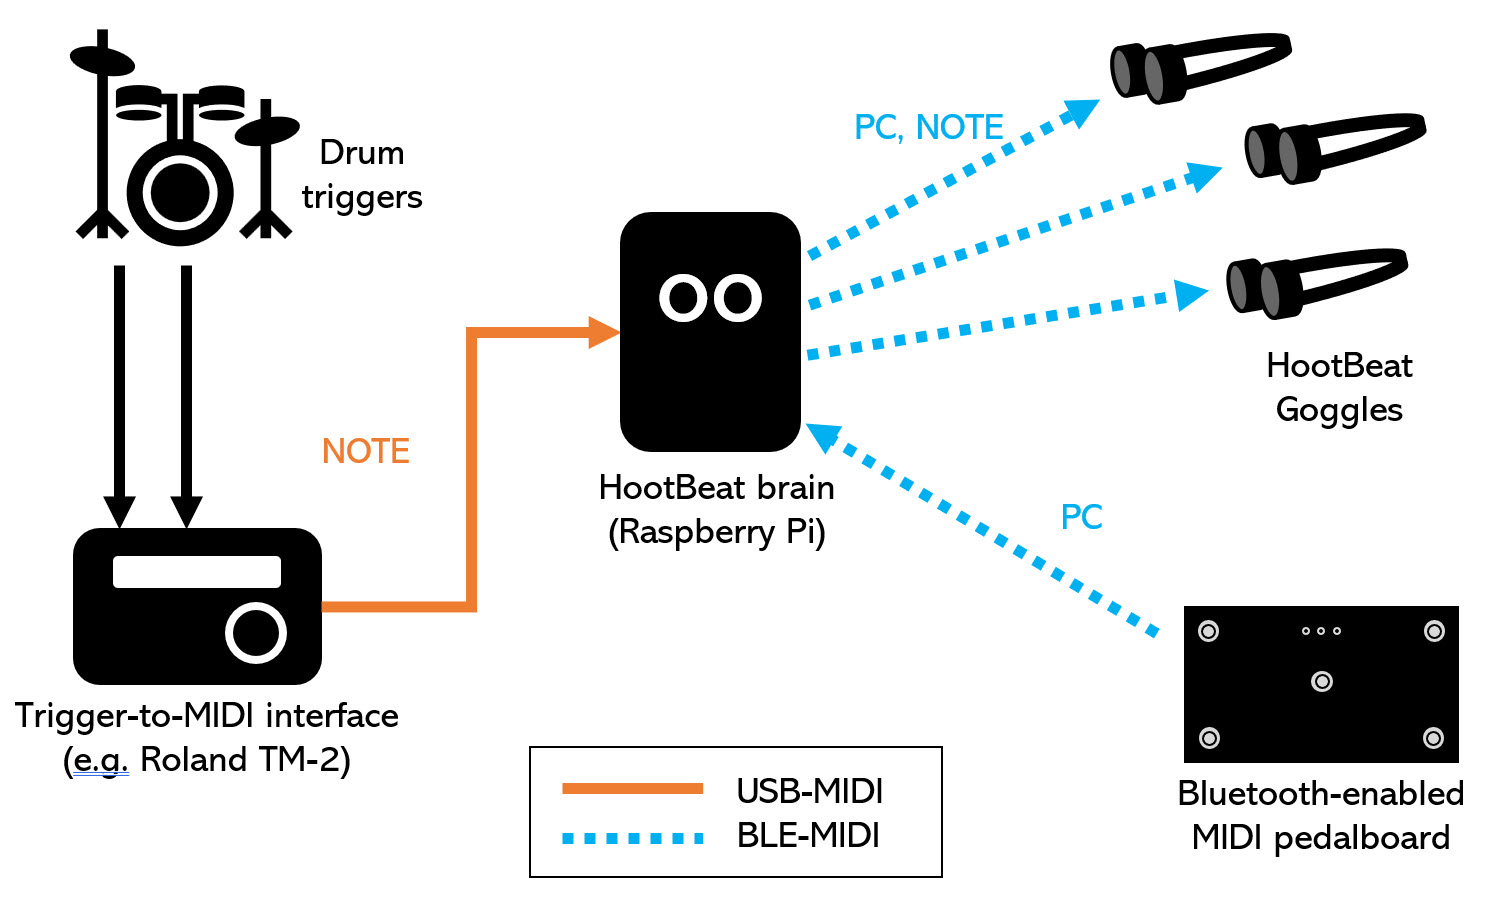 Drum
triggers
PC, NOTE
HootBeat
Goggles
NOTE
HootBeat brain
(Raspberry Pi)
PC
Trigger-to-MIDI interface
(e.g. Roland TM-2)
USB-MIDI
BLE-MIDI
Bluetooth-enabled
MIDI pedalboard